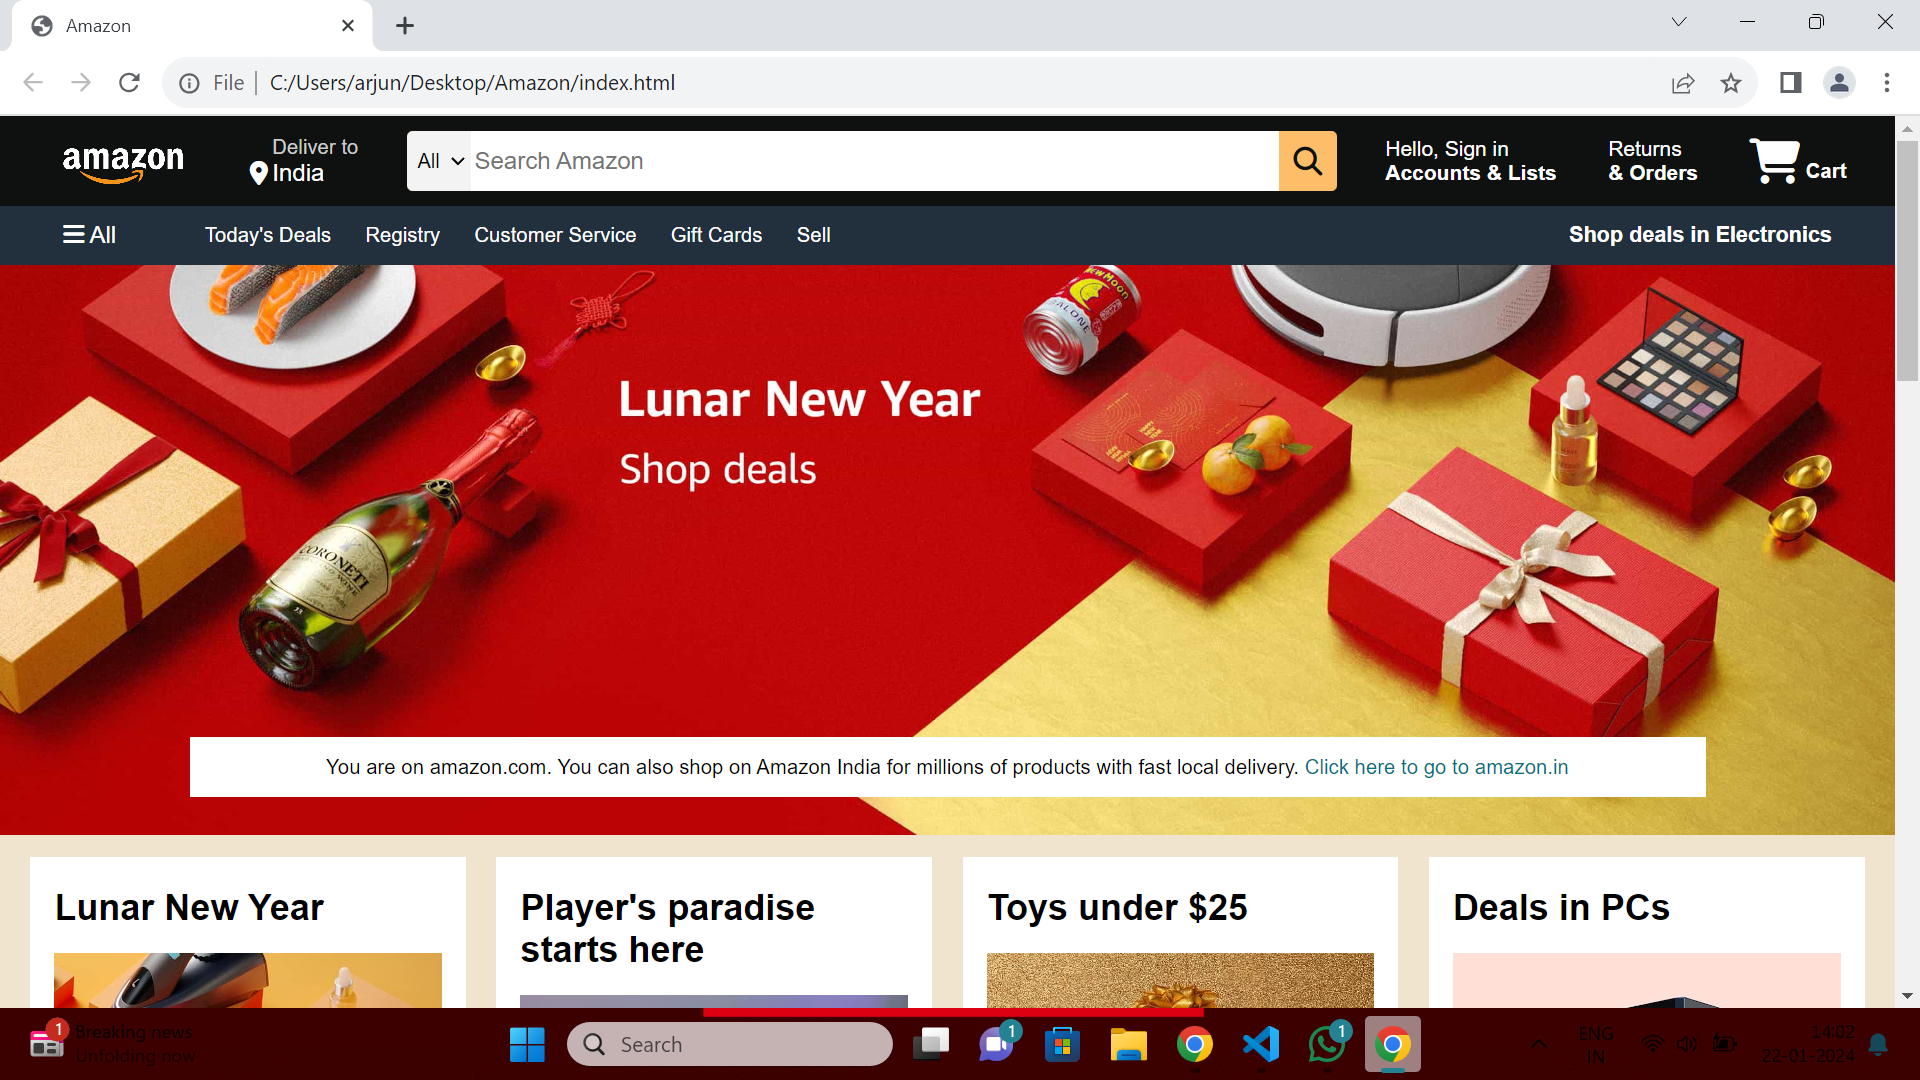 Amazon
File C:/Users/arjun/Desktop/Amazon/index.html
amazon
Deliver to
India
All
Search Amazon
Hello, Sign in
Accounts & Lists
Returns
& Orders
Cart
All
Today's Deals
Registry
Customer Service
Gift Cards
Sell
Shop deals in Electronics
New Moon
ABALONE
Lunar New Year
Shop deals
CORONETI
You are on amazon.com. You can also shop on Amazon India for millions of products with fast local delivery. Click here to go to amazon.in
Lunar New Year
Player's paradise
starts here
Toys under $25
Deals in PCs
1
Breaking news
Unfolding now
Search
1
1
ENG
IN
14:02
22-01-2024